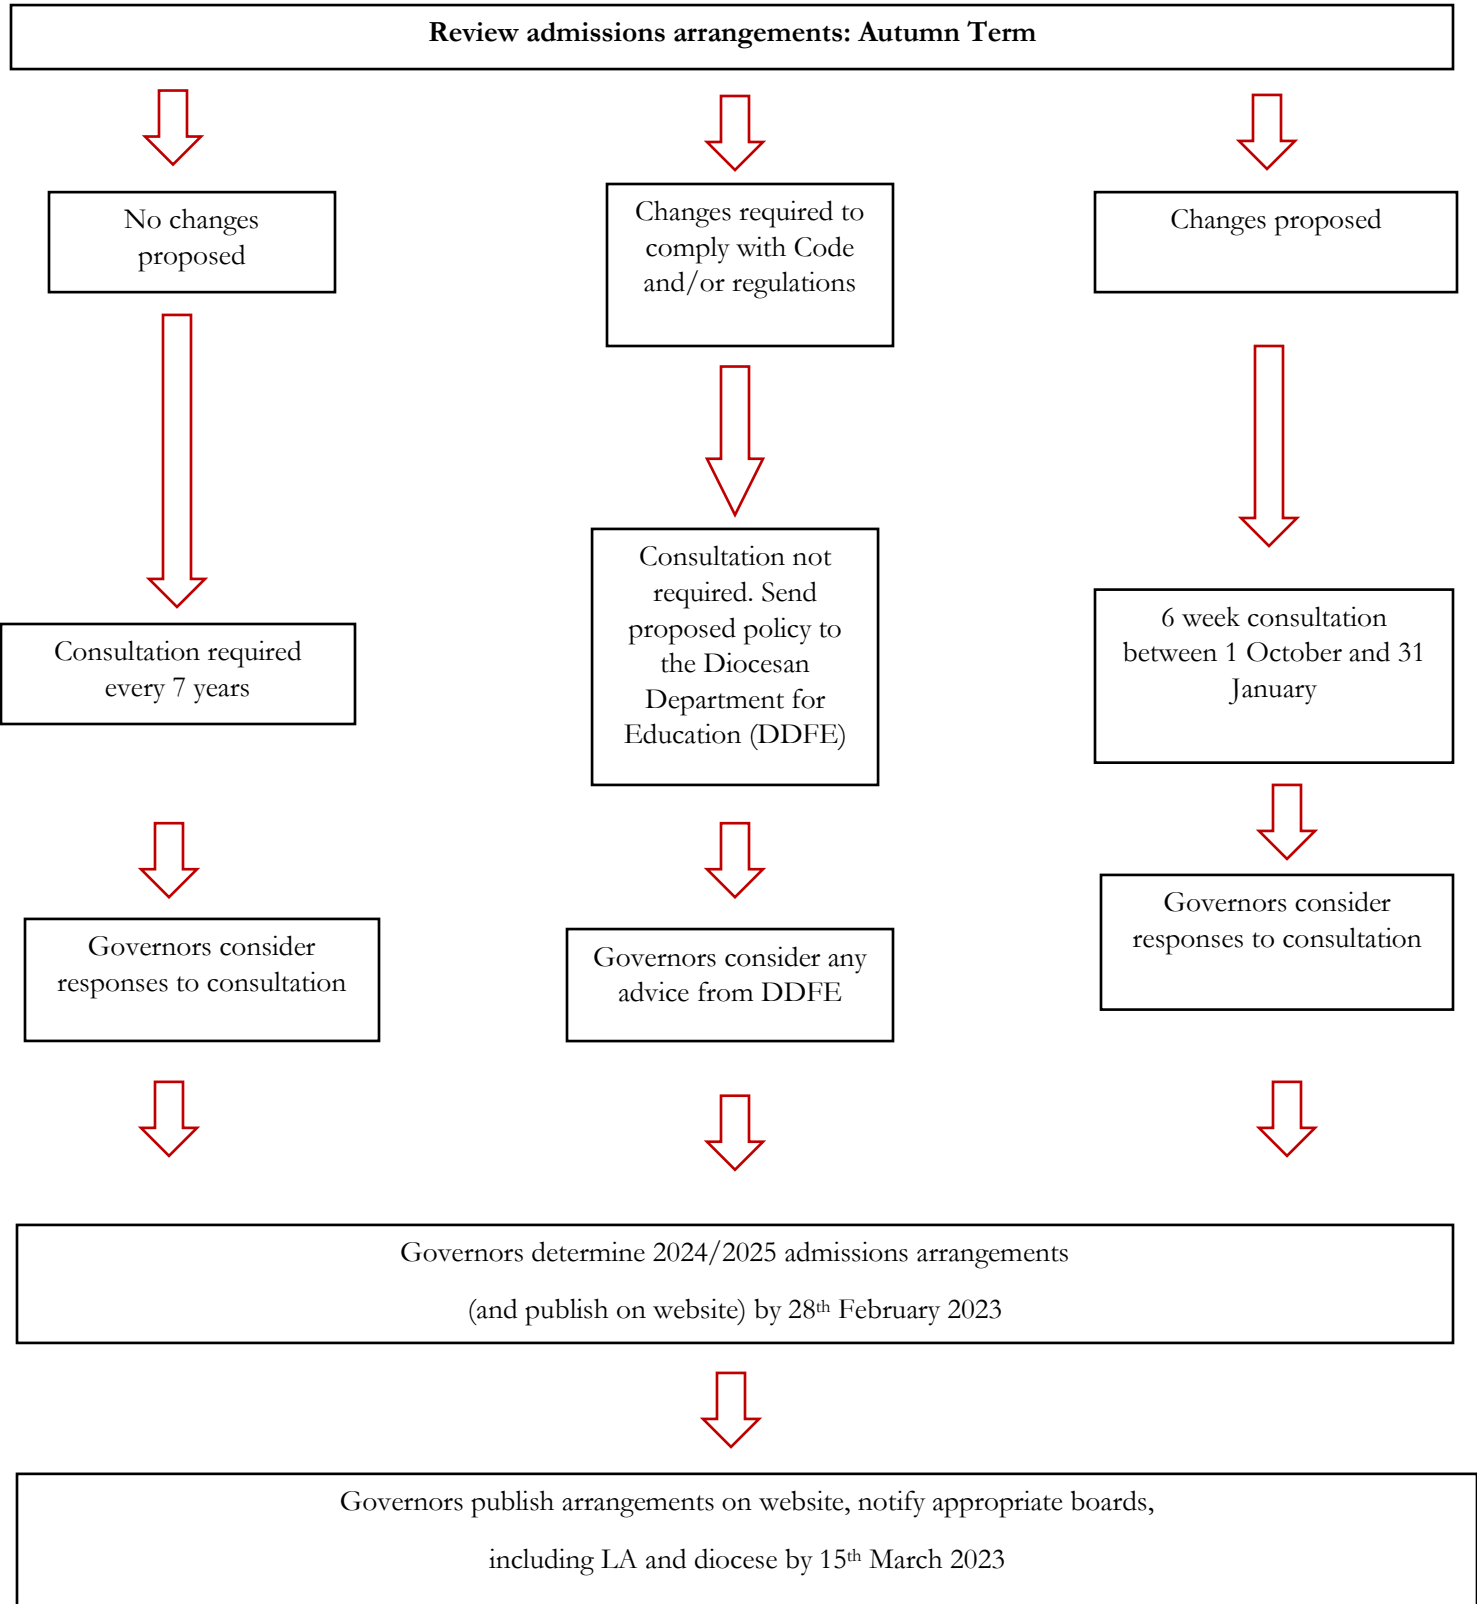 Review admissions arrangements: Autumn Term
No changes
proposed
Changes required to
comply with Code
and/or regulations
Changes proposed
Consultation required
every 7 years
Consultation not
required. Send
proposed policy to
the Diocesan
Department for
Education (DDFE)
6 week consultation
between 1 October and 31
January
Governors consider
responses to consultation
Governors consider any
advice from DDFE
Governors consider
responses to consultation
Governors determine 2024/2025 admissions arrangements
(and publish on website) by 28th February 2023
Governors publish arrangements on website, notify appropriate boards,
including LA and diocese by 15th March 2023